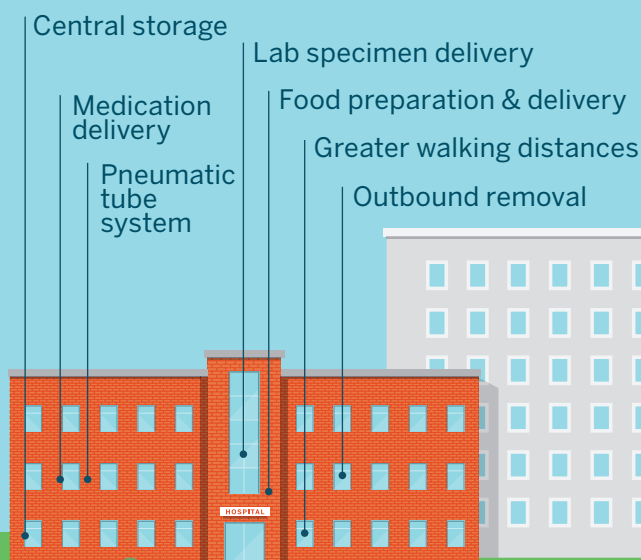 Central storage
Lab specimen delivery
Medication
delivery
Food preparation & delivery
Greater walking distances
Pneumatic
tube
system
Outbound removal
HOSPITAL